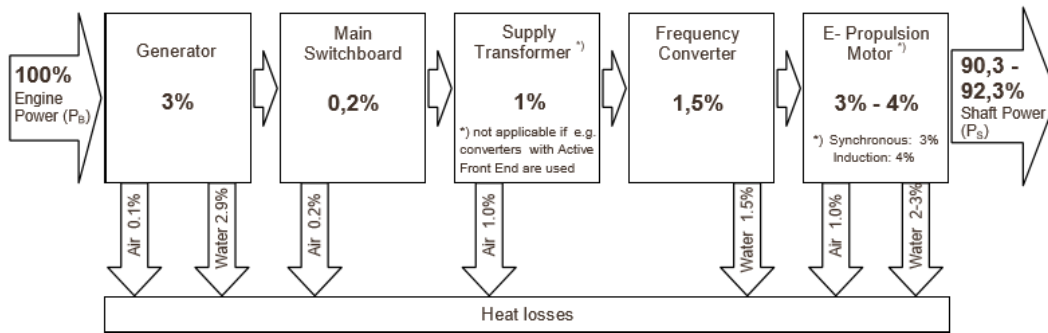 100%
Engine
Power (PB)
Generator
3%
Main
Switchboard
0,2%
Supply
Transformer *)
1%
*) not applicable if e.g.
converters with Active
Front End are used
Frequency
Converter
1,5%
E- Propulsion
Motor *)
3% - 4%
*) Synchronous: 3%
Induction: 4%
90,3 -
92,3%
Shaft Power
(PS)
Air 0.1%
Water 2.9%
Air 0.2%
Air 1.0%
Water 1.5%
Air 1.0%
Water 2-3%
Heat losses